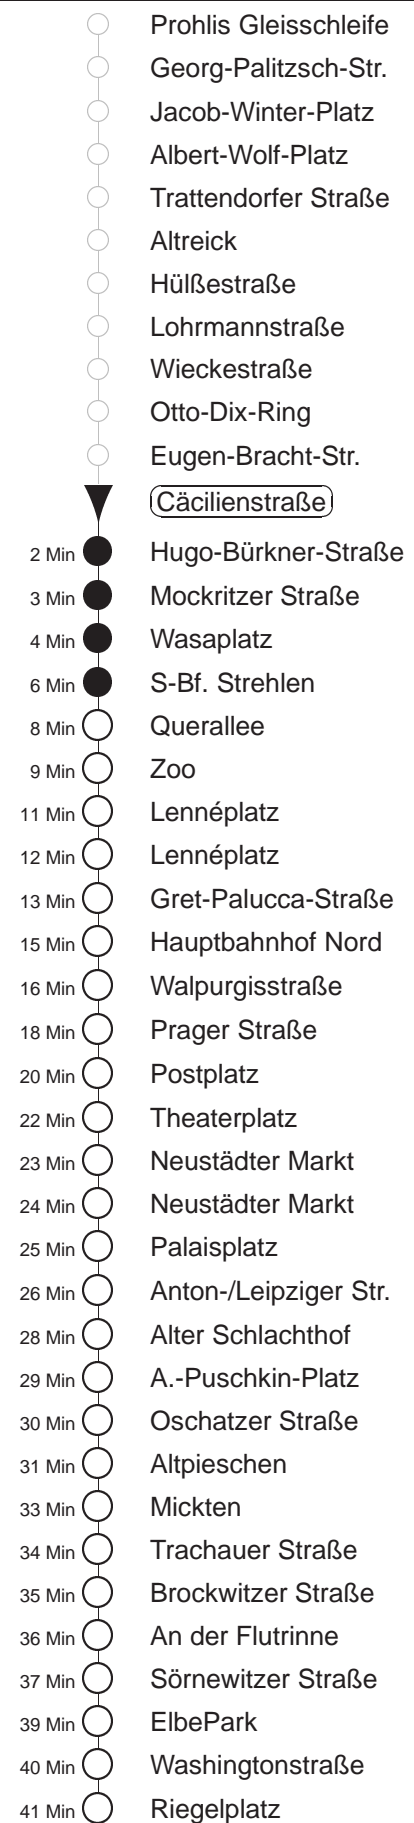 Prohlis Gleisschleife
Georg-Palitzsch-Str.
Jacob-Winter-Platz
Albert-Wolf-Platz
Trattendorfer Straße
Altreick
Hülßestraße
Lohrmannstraße
Wieckestraße
Otto-Dix-Ring
Eugen-Bracht-Str.
Cäcilienstraße
2 Min Hugo-Bürkner-Straße
3 Min Mockritzer Straße
4 Min Wasaplatz
6 Min S-Bf. Strehlen
8 Min Querallee
9 Min Zoo
11 Min Lennéplatz
12 Min Lennéplatz
13 Min Gret-Palucca-Straße
15 Min Hauptbahnhof Nord
16 Min Walpurgisstraße
18 Min Prager Straße
20 Min Postplatz
22 Min Theaterplatz
23 Min Neustädter Markt
24 Min Neustädter Markt
25 Min Palaisplatz
26 Min Anton-/Leipziger Str.
28 Min Alter Schlachthof
29 Min A.-Puschkin-Platz
30 Min Oschatzer Straße
31 Min Altpieschen
33 Min Mickten
34 Min Trachauer Straße
35 Min Brockwitzer Straße
36 Min An der Flutrinne
37 Min Sörnewitzer Straße
39 Min ElbePark
40 Min Washingtonstraße
41 Min Riegelplatz